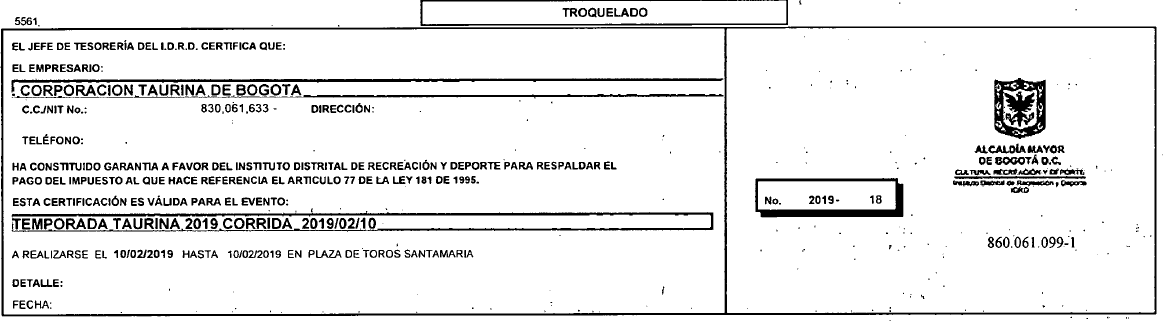 TROQUELADO
5561
EL JEFE DE TESORERÍA DEL I.D.R.D. CERTIFICA QUE:
EL EMPRESARIO:
CORPORACION TAURINA DE BOGOTA
C.C./NIT No.: 830,061,633 - DIRECCIÓN:
TELÉFONO:
HA CONSTITUIDO GARANTIA A FAVOR DEL INSTITUTO DISTRITAL DE RECREACIÓN Y DEPORTE PARA RESPALDAR EL
PAGO DEL IMPUESTO AL QUE HACE REFERENCIA EL ARTICULO 77 DE LA LEY 181 DE 1995.
ESTA CERTIFICACIÓN ES VÁLIDA PARA EL EVENTO:
TEMPORADA TAURINA 2019 CORRIDA 2019/02/10
A REALIZARSE EL 10/02/2019 HASTA 10/02/2019 EN PLAZA DE TOROS SANTAMARIA
DETALLE:
FECHA:
ALCALDÍA MAYOR
DE BOGOTÁ D.C.
CULTURA, RECREACIÓN Y DEPORTE
Instituto Distrital de Recreación y Deporte
IDRD
No. 2019- 18
860.061.099-1